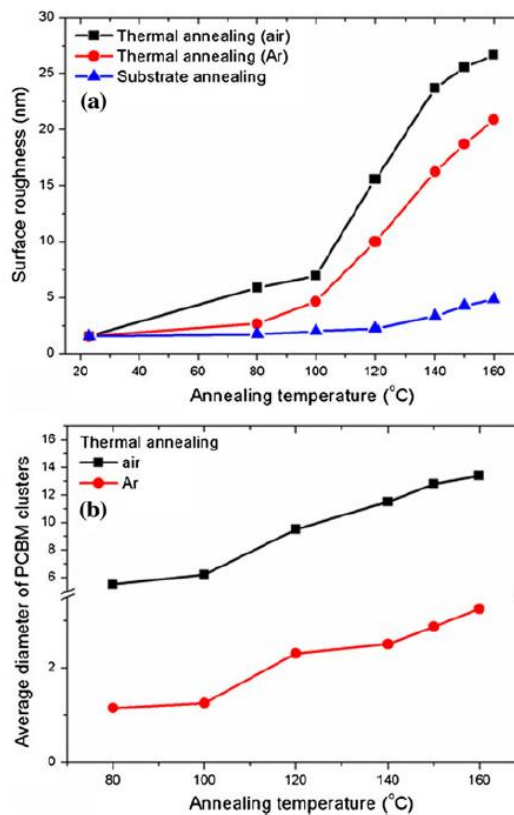 Thermal annealing (air)
Thermal annealing (Ar)
Substrate annealing
(a)
Surface roughness (nm)
30
25
20
15
10
5
0
20 40 60 80 100 120 140 160
Annealing temperature (°C)
Thermal annealing
air
Ar
(b)
Average diameter of PCBM clusters
16
14
12
10
8
6
2
0
80 100 120 140 160
Annealing temperature (°C)